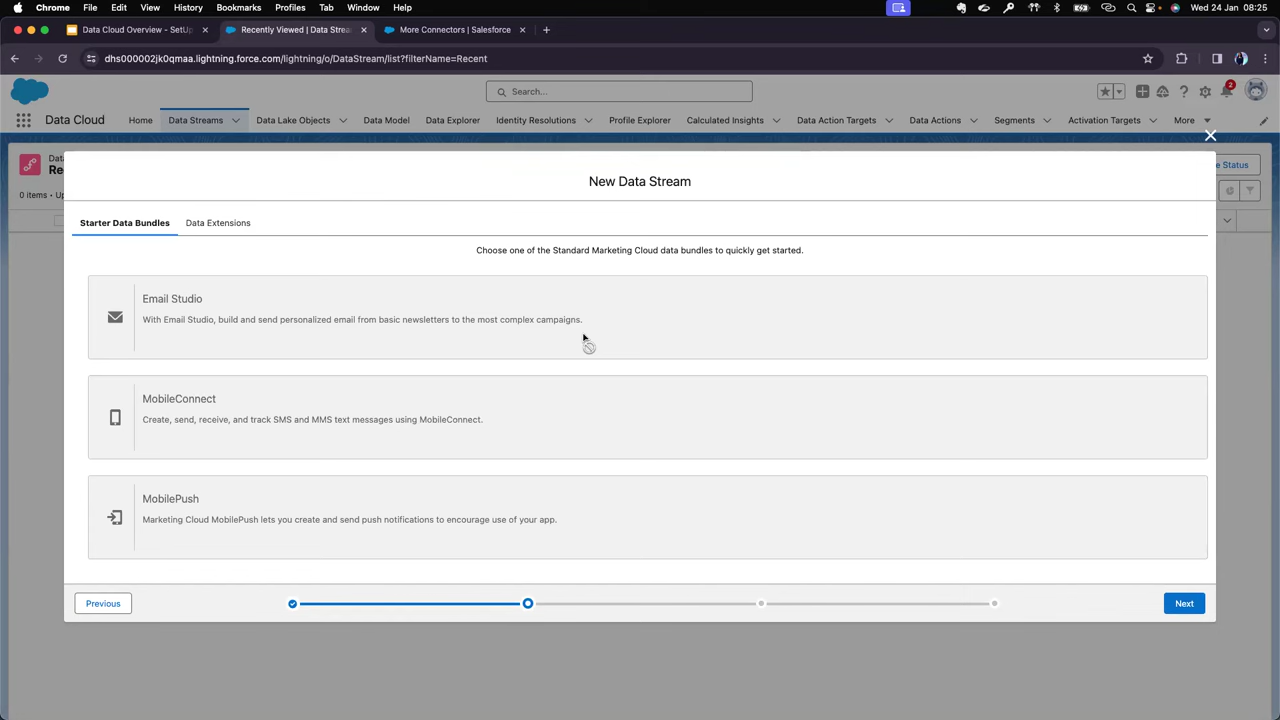 Chrome File Edit View History Bookmarks Profiles Tab Window Help Wed 24 Jan 08:25
Data Cloud Overview - SetU
Recently Viewed | Data Strea
More Connectors | Salesforce
dhs000002jk0qmaa.lightning.force.com/lightning/o/DataStream/list?filterName=Recent
Search...
2
Data Cloud Home Data Streams Data Lake Objects Data Model Data Explorer Identity Resolutions Profile Explorer Calculated Insights Data Action Targets Data Actions Segments Activation Targets More
Dat
Re
e Status
0 items • Up
New Data Stream
Starter Data Bundles Data Extensions
Choose one of the Standard Marketing Cloud data bundles to quickly get started.
Email Studio
With Email Studio, build and send personalized email from basic newsletters to the most complex campaigns.
MobileConnect
Create, send, receive, and track SMS and MMS text messages using MobileConnect.
MobilePush
Marketing Cloud MobilePush lets you create and send push notifications to encourage use of your app.
Previous Next